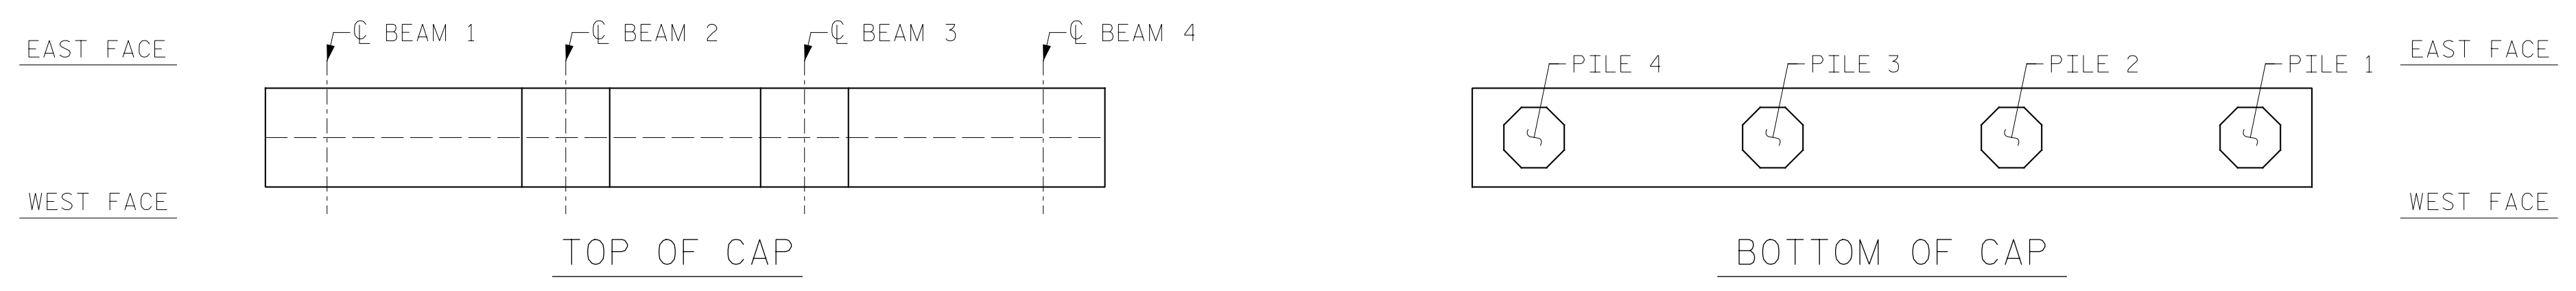 EAST FACE
℄ BEAM 1
℄ BEAM 2
℄ BEAM 3
℄ BEAM 4
WEST FACE
TOP OF CAP
PILE 4
PILE 3
PILE 2
PILE 1
EAST FACE
WEST FACE
BOTTOM OF CAP